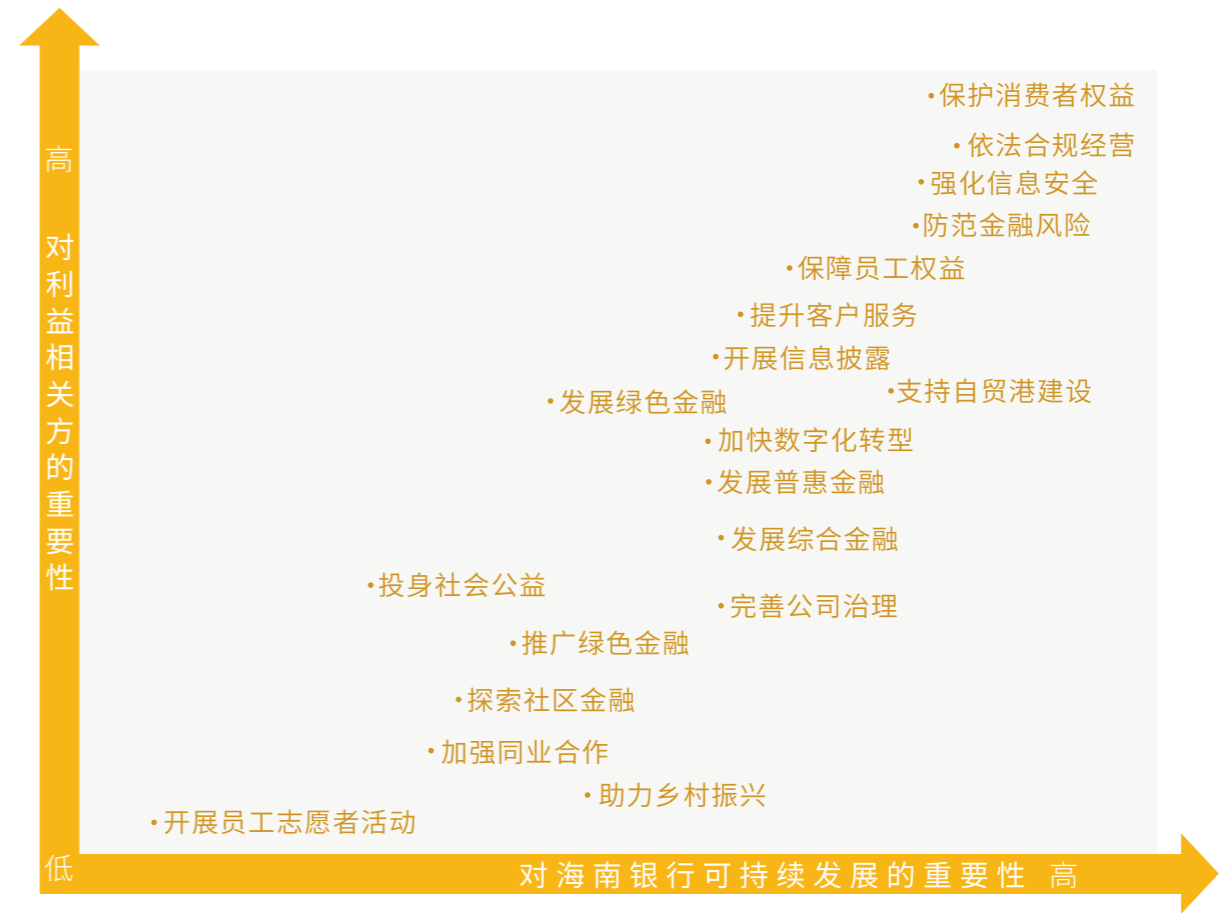 高
对利益相关方的重要性
低
·保护消费者权益
·依法合规经营
·强化信息安全
·防范金融风险
·保障员工权益
·提升客户服务
·开展信息披露
·支持自贸港建设
·发展绿色金融
·加快数字化转型
·发展普惠金融
·发展综合金融
·投身社会公益
·完善公司治理
·推广绿色金融
·探索社区金融
·加强同业合作
·助力乡村振兴
·开展员工志愿者活动
对海南银行可持续发展的重要性 高